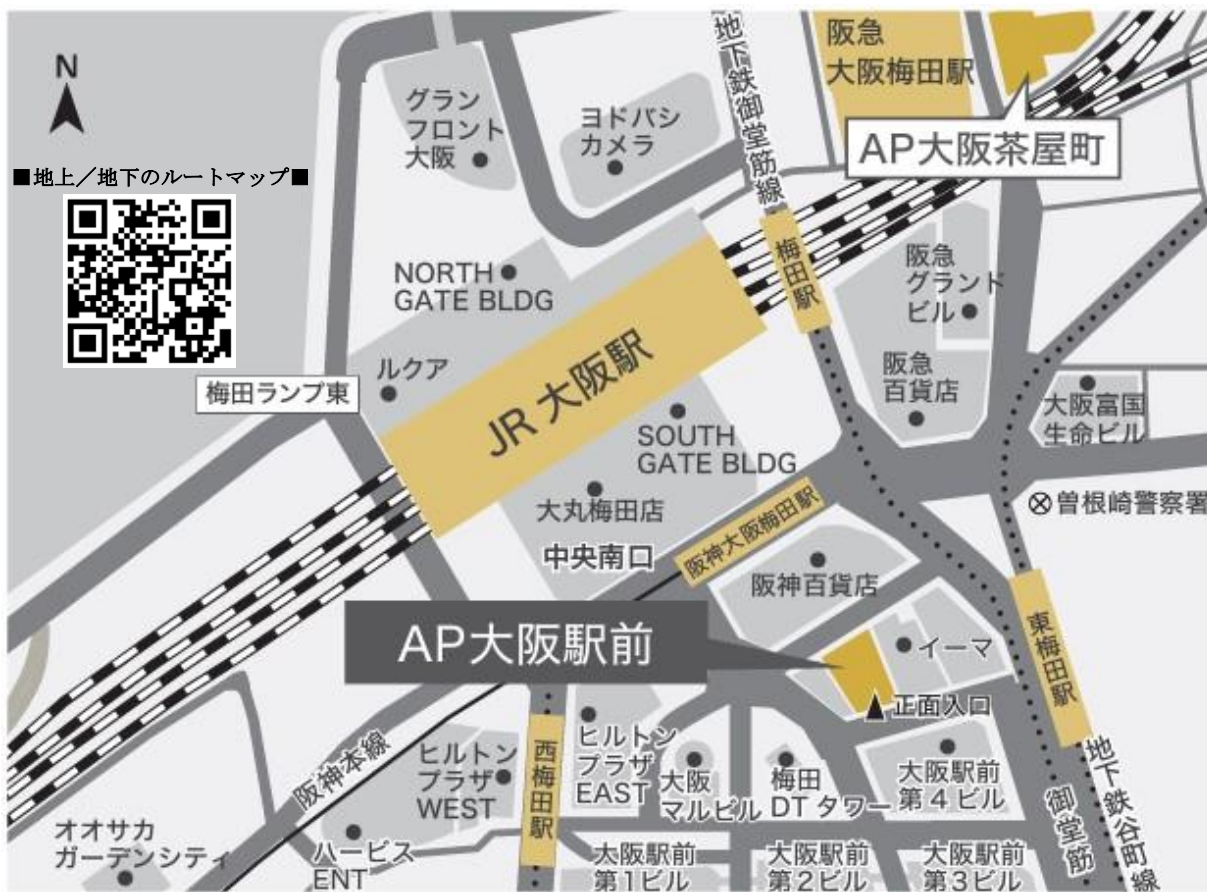 N
■地上／地下のルートマップ■
グラン
フロント
大阪
ヨドバシ
カメラ
地下鉄御堂筋線
阪急
大阪梅田駅
AP大阪茶屋町
梅田駅
阪急
グランド
ビル
NORTH
GATE BLDG
ルクア
梅田ランプ東
JR 大阪駅
阪急
百貨店
大阪富国
生命ビル
SOUTH
GATE BLDG
大丸梅田店
中央南口
阪神大阪梅田駅
曽根崎警察署
阪神百貨店
AP大阪駅前
イーマ
東梅田駅
正面入口
阪神本線
ヒルトン
プラザ
WEST
西梅田駅
ヒルトン
プラザ
EAST
大阪
マルビル
梅田
DT タワー
大阪駅前
第4ビル
御堂筋
地下鉄谷町線
オオサカ
ガーデンシティ
ハービス
ENT
大阪駅前
第1ビル
大阪駅前
第2ビル
大阪駅前
第3ビル